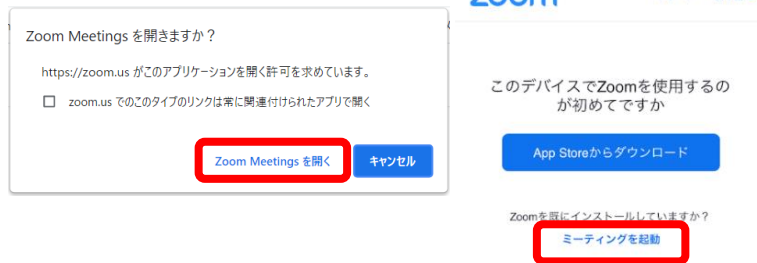 Zoom Meetings を開きますか？
https://zoom.us がこのアプリケーションを開く許可を求めています。
zoom.us でのこのタイプのリンクは常に関連付けられたアプリで開く
Zoom Meetings を開く
キャンセル
zoom
このデバイスでZoomを使用するの
が初めてですか
App Storeからダウンロード
Zoomを既にインストールしていますか？
ミーティングを起動